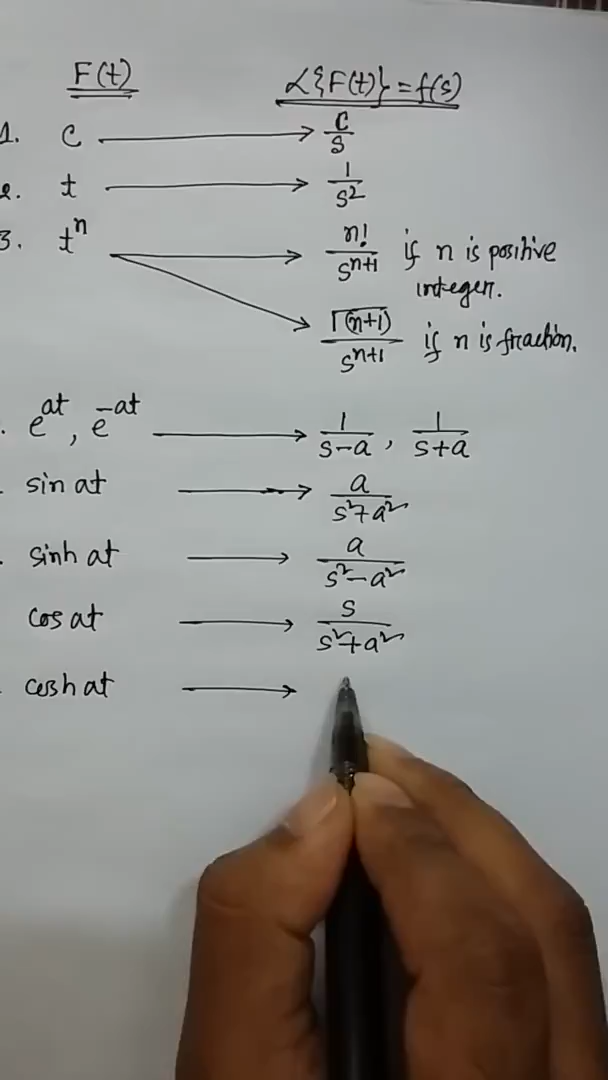 F(t) ℒ{F(t)} = f(s)
1. c → c/s
2. t → 1/s²
3. tⁿ → n!/sⁿ⁺¹ if n is positive
integer.
Γ(n+1)/sⁿ⁺¹ if n is fraction.
. eᵃᵗ, e⁻ᵃᵗ → 1/(s-a), 1/(s+a)
sin at → a/(s²+a²)
. sinh at → a/(s²-a²)
cos at → s/(s²+a²)
. cosh at →